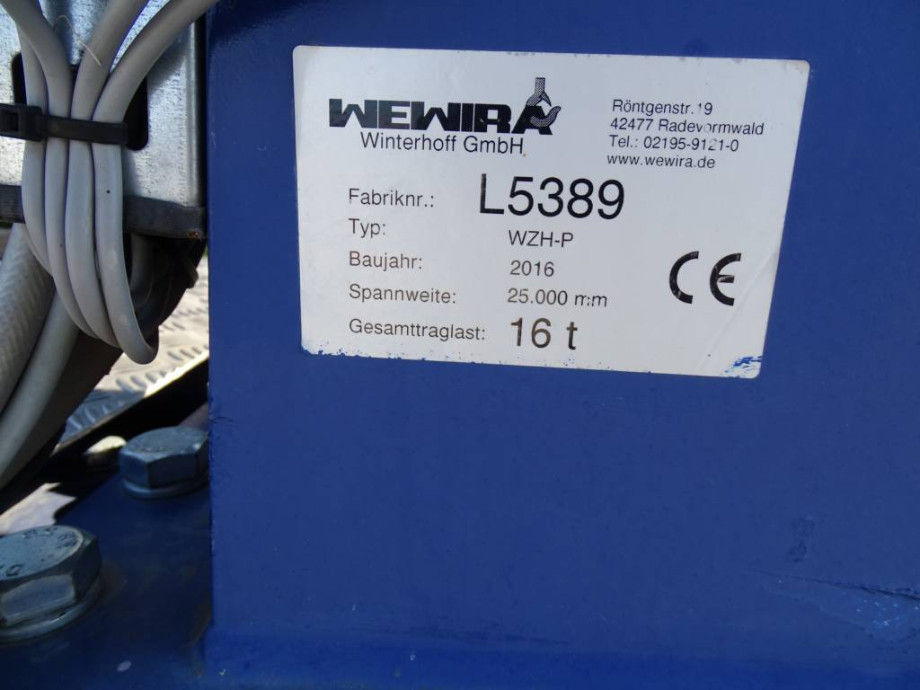 WEWIRA
Winterhoff GmbH
Röntgenstr. 19
42477 Radevormwald
Tel.: 02195-9121-0
www.wewira.de
Fabriknr.: L5389
Typ: WZH-P
Baujahr: 2016
Spannweite: 25.000 mm
Gesamttraglast: 16 t
CE